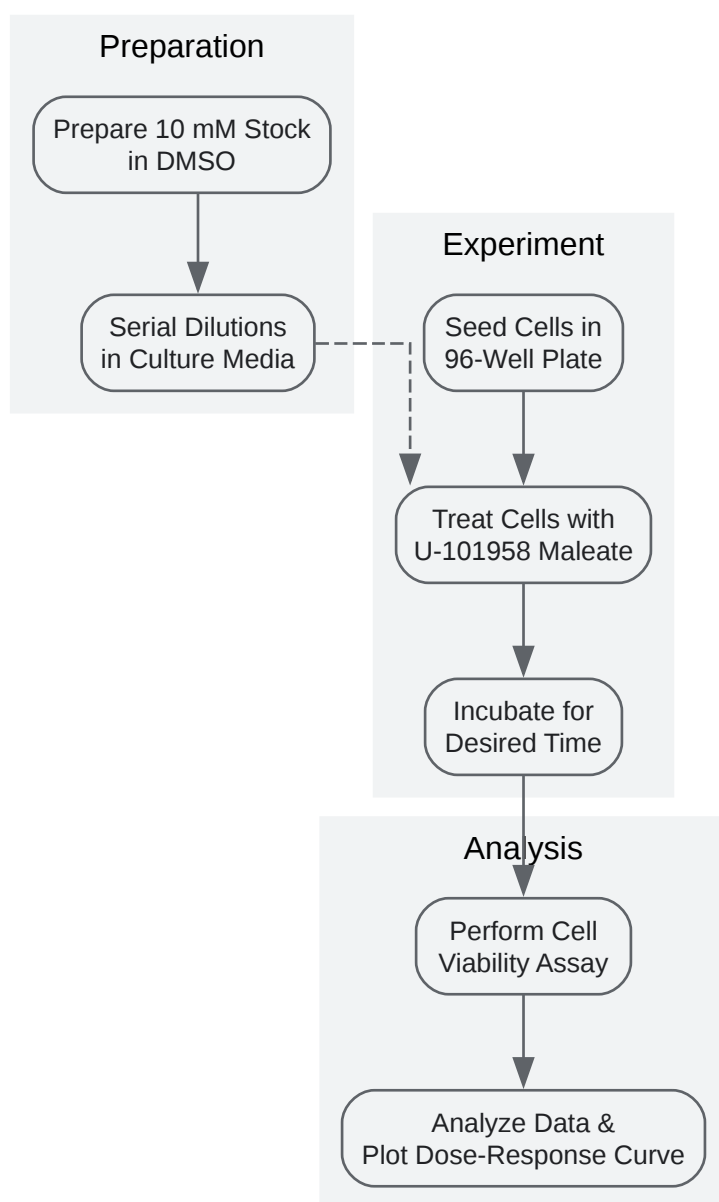 Preparation
Prepare 10 mM Stock
in DMSO
Serial Dilutions
in Culture Media
Experiment
Seed Cells in
96-Well Plate
Treat Cells with
U-101958 Maleate
Incubate for
Desired Time
Analysis
Perform Cell
Viability Assay
Analyze Data &
Plot Dose-Response Curve